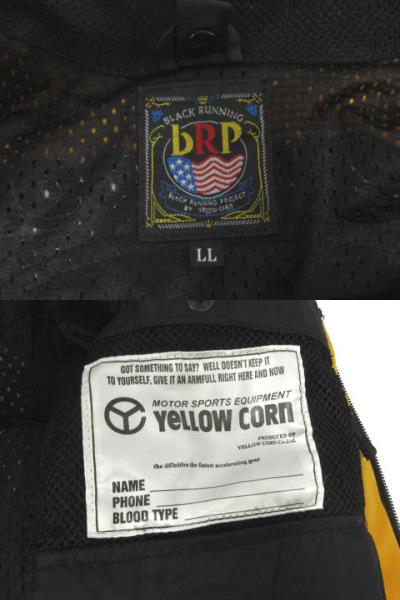 BLACK RUNNING
bRP
BLACK RUNNING PROJECT
BY YELLOW CORN
LL
GOT SOMETHING TO SAY? WELL DOESN'T KEEP IT
TO YOURSELF, GIVE IT AN ARMFULL RIGHT HERE AND NOW
MOTOR SPORTS EQUIPMENT
YELLOW CORN
PRODUCED BY
YELLOW CORN Co.,Ltd.
the difinitive the fastest accelerating gear
NAME
PHONE
BLOOD TYPE